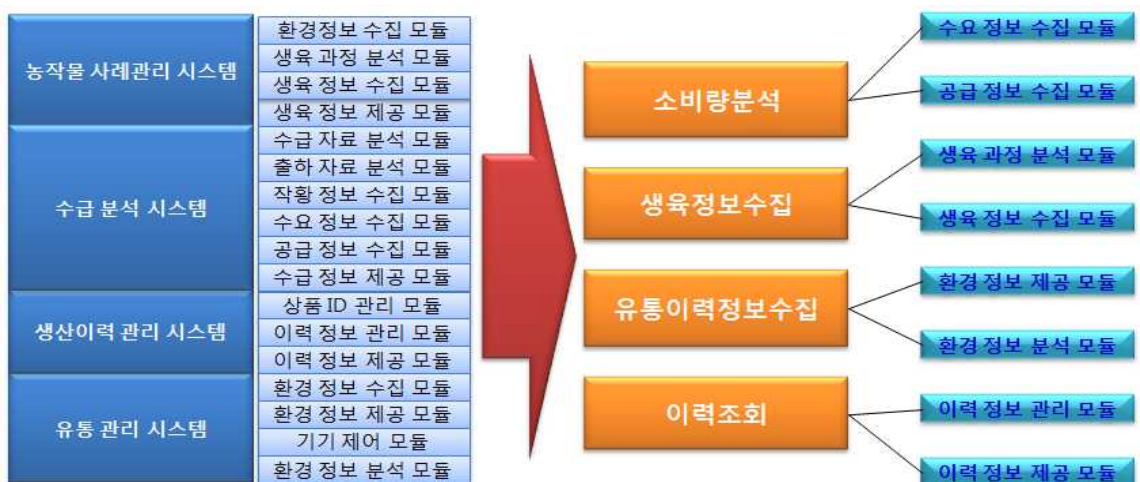 농작물 사례관리 시스템
환경정보 수집 모듈
생육 과정 분석 모듈
생육 정보 수집 모듈
생육 정보 제공 모듈
수급 분석 시스템
수급 자료 분석 모듈
출하 자료 분석 모듈
작황 정보 수집 모듈
수요 정보 수집 모듈
공급 정보 수집 모듈
수급 정보 제공 모듈
생산이력 관리 시스템
상품 ID 관리 모듈
이력 정보 관리 모듈
이력 정보 제공 모듈
유통 관리 시스템
환경 정보 수집 모듈
환경 정보 제공 모듈
기기 제어 모듈
환경 정보 분석 모듈
소비량분석
수요 정보 수집 모듈
공급 정보 수집 모듈
생육정보수집
생육 과정 분석 모듈
생육 정보 수집 모듈
유통이력정보수집
환경 정보 제공 모듈
환경 정보 분석 모듈
이력조회
이력 정보 관리 모듈
이력 정보 제공 모듈